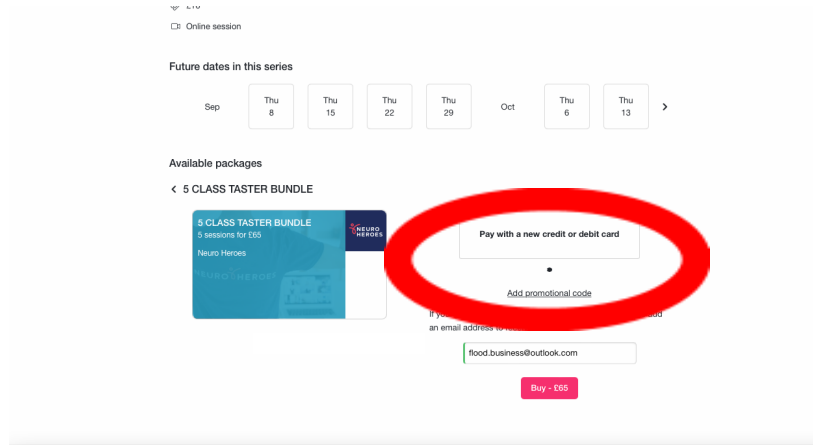 £10
Online session
Future dates in this series
Sep
Thu
8
Thu
15
Thu
22
Thu
29
Oct
Thu
6
Thu
13
Available packages
5 CLASS TASTER BUNDLE
5 CLASS TASTER BUNDLE
5 sessions for £65
Neuro Heroes
NEURO
HEROES
NEURO HEROES
Pay with a new credit or debit card
Add promotional code
an email address to
flood.business@outlook.com
Buy - £65